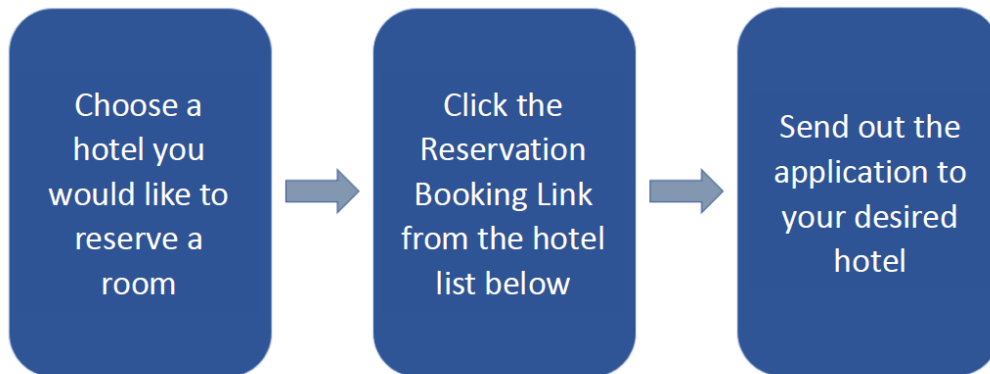 Choose a
hotel you
would like to
reserve a
room
Click the
Reservation
Booking Link
from the hotel
list below
Send out the
application to
your desired
hotel